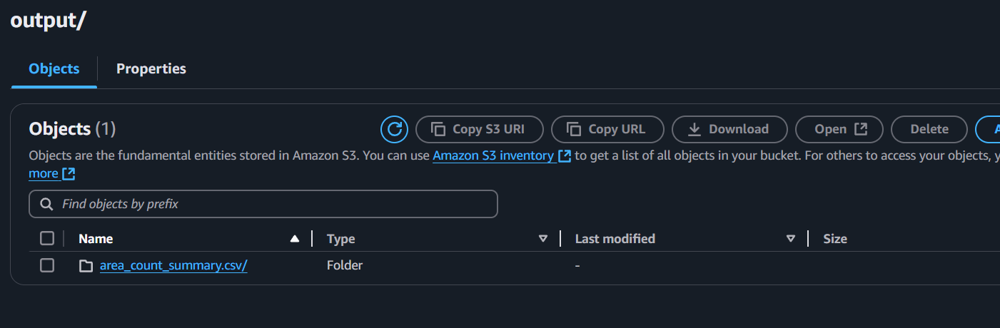 output/
Objects Properties
Objects (1) Copy S3 URI Copy URL Download Open Delete
Objects are the fundamental entities stored in Amazon S3. You can use Amazon S3 inventory to get a list of all objects in your bucket. For others to access your objects,
more
Find objects by prefix
Name Type Last modified Size
area_count_summary.csv/ Folder -